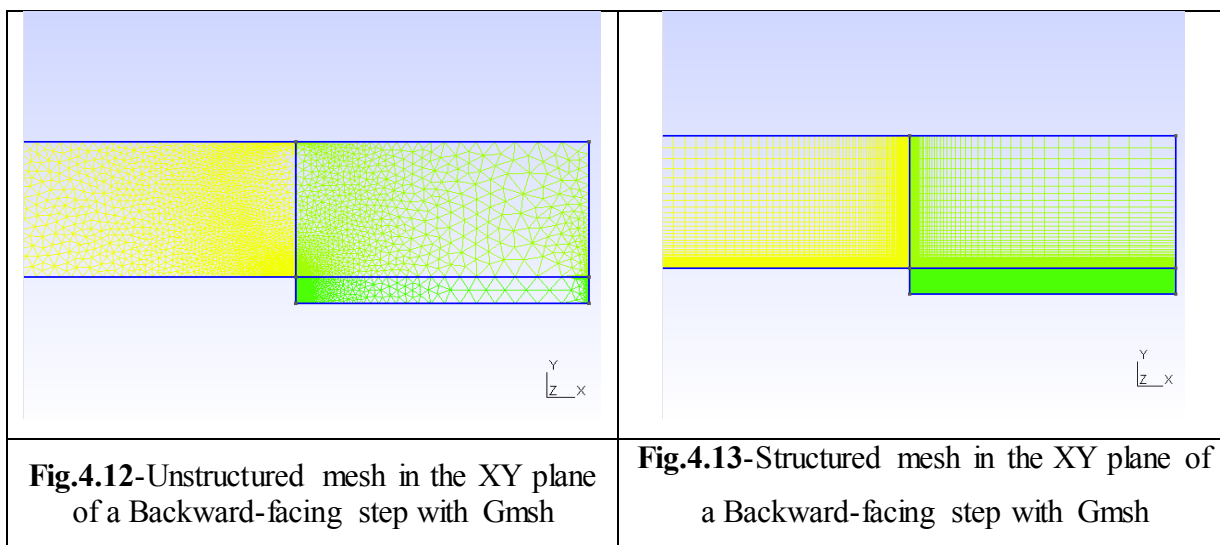 Y
Z X
Y
Z X
Fig.4.12-Unstructured mesh in the XY plane
of a Backward-facing step with Gmsh
Fig.4.13-Structured mesh in the XY plane of
a Backward-facing step with Gmsh